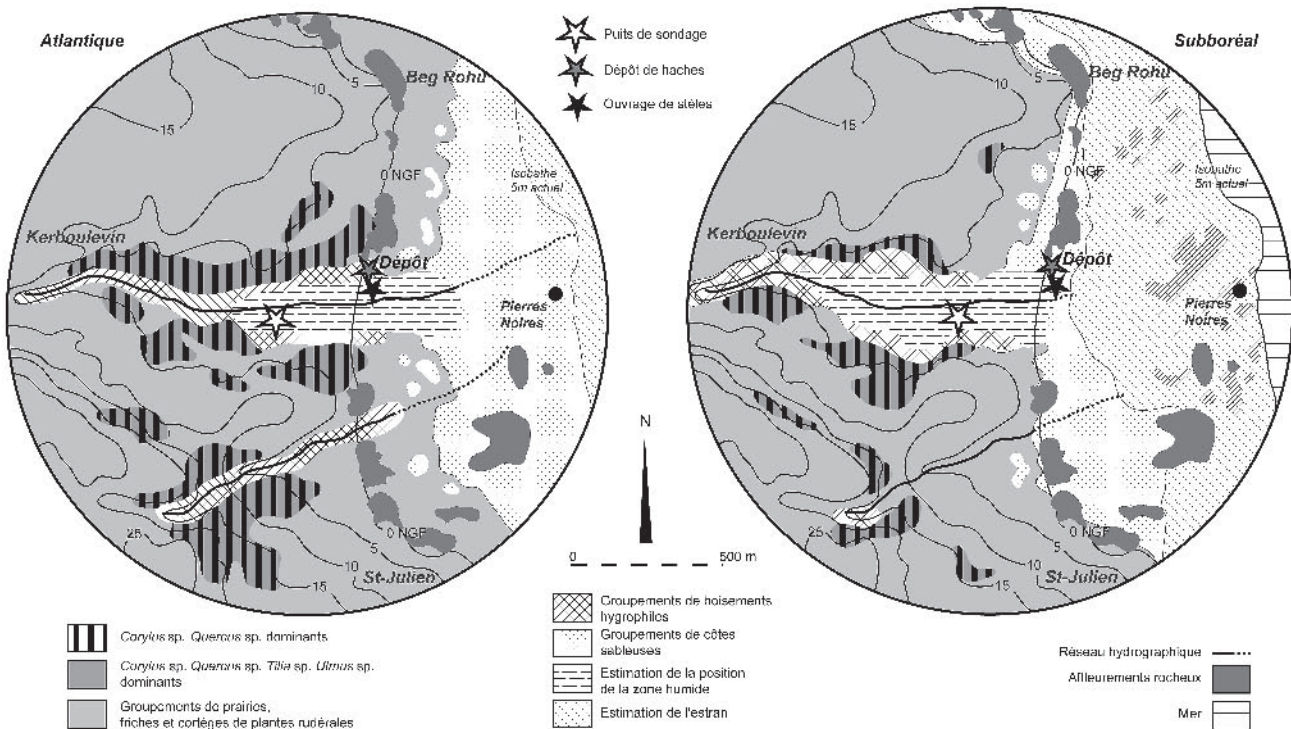 Atlantique
Beg Rohu
5
10
15
0 NGF
Isobathe
5m actuel
Kerboulevin
Dépôt
Pierres
Noires
25
0 NGF
5
10
15
St-Julien
Puits de sondage
Dépôt de haches
Ouvrage de stèles
Subboréal
Beg Rohu
5
10
15
0 NGF
Isobathe
5m actuel
Kerboulevin
Dépôt
Pierres
Noires
25
0 NGF
5
10
15
St-Julien
N
0 500 m
Corylus sp. Quercus sp. dominants
Corylus sp. Quercus sp. Tilia sp. Ulmus sp.
dominants
Groupements de prairies,
friches et cortèges de plantes rudérales
Groupements de boisements
hygrophiles
Groupements de côtes
sableuses
Estimation de la position
de la zone humide
Estimation de l'estran
Réseau hydrographique
Affleurements rocheux
Mer